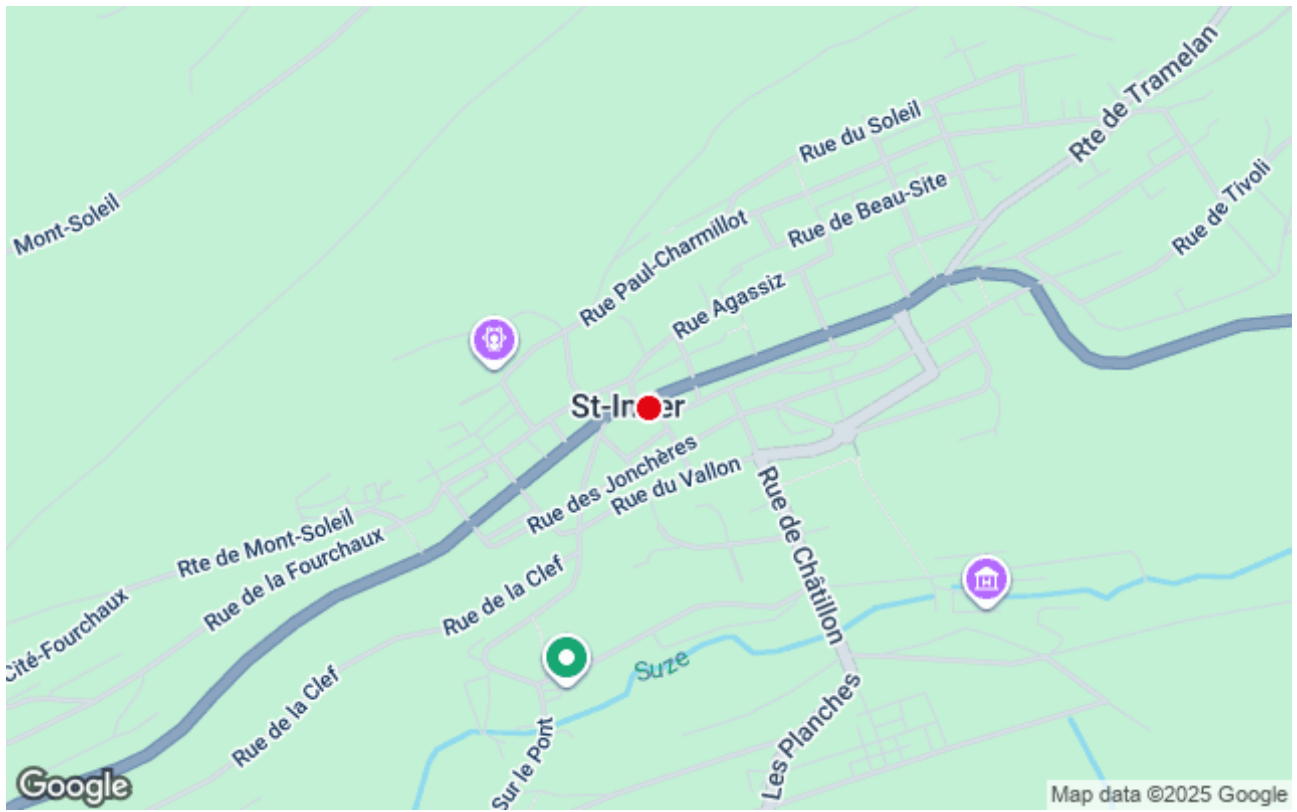 Rte de Tramelan
Rue du Soleil
Rue de Tivoli
Rue de Beau-Site
Mont-Soleil
Rue Paul-Charmillot
Rue Agassiz
St-In er
Rue des Jonchères
Rue du Vallon
Rue de Châtillon
Rte de Mont-Soleil
Rue de la Fourchaux
Rue de la Clef
Cité-Fourchaux
Suze
Rue de la Clef
Sur le Pont
Les Planches
Google
Map data ©2025 Google